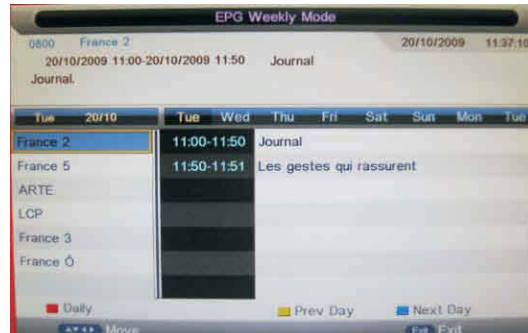 EPG Weekly Mode
0800 France 2 20/10/2009 11:37:10
20/10/2009 11:00-20/10/2009 11:50 Journal
Journal.
Tue 20/10 Tue Wed Thu Fri Sat Sun Mon Tue
France 2 11:00-11:50 Journal
France 5 11:50-11:51 Les gestes qui rassurent
ARTE
LCP
France 3
France Ô
Daily Prev Day Next Day
Move Exit Exit